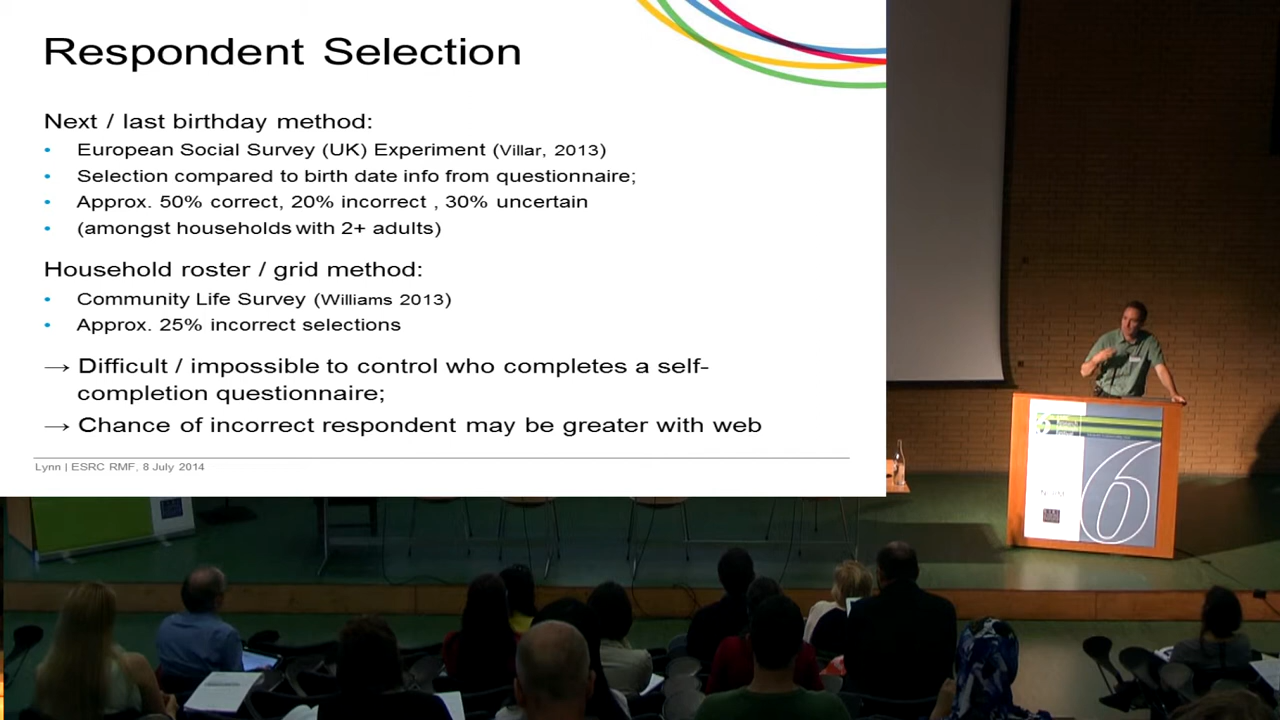 Respondent Selection
Next / last birthday method:
• European Social Survey (UK) Experiment (Villar, 2013)
• Selection compared to birth date info from questionnaire;
• Approx. 50% correct, 20% incorrect , 30% uncertain
• (amongst households with 2+ adults)
Household roster / grid method:
• Community Life Survey (Williams 2013)
• Approx. 25% incorrect selections
→ Difficult / impossible to control who completes a self-
completion questionnaire;
→ Chance of incorrect respondent may be greater with web
Lynn | ESRC RMF, 8 July 2014
6